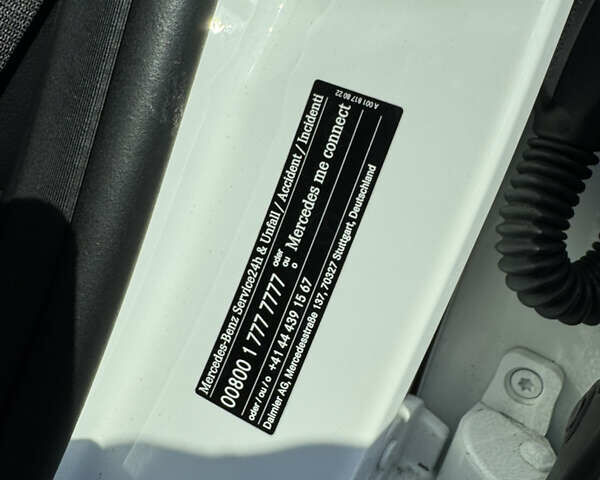 Mercedes-Benz Service24h & Unfall / Accident / Incidenti
00800 1 777 7777 oder / ou / o Mercedes me connect
oder / ou / o +41 44 439 15 67
Daimler AG, Mercedesstraße 137, 70327 Stuttgart, Deutschland
A 001 817 80 22